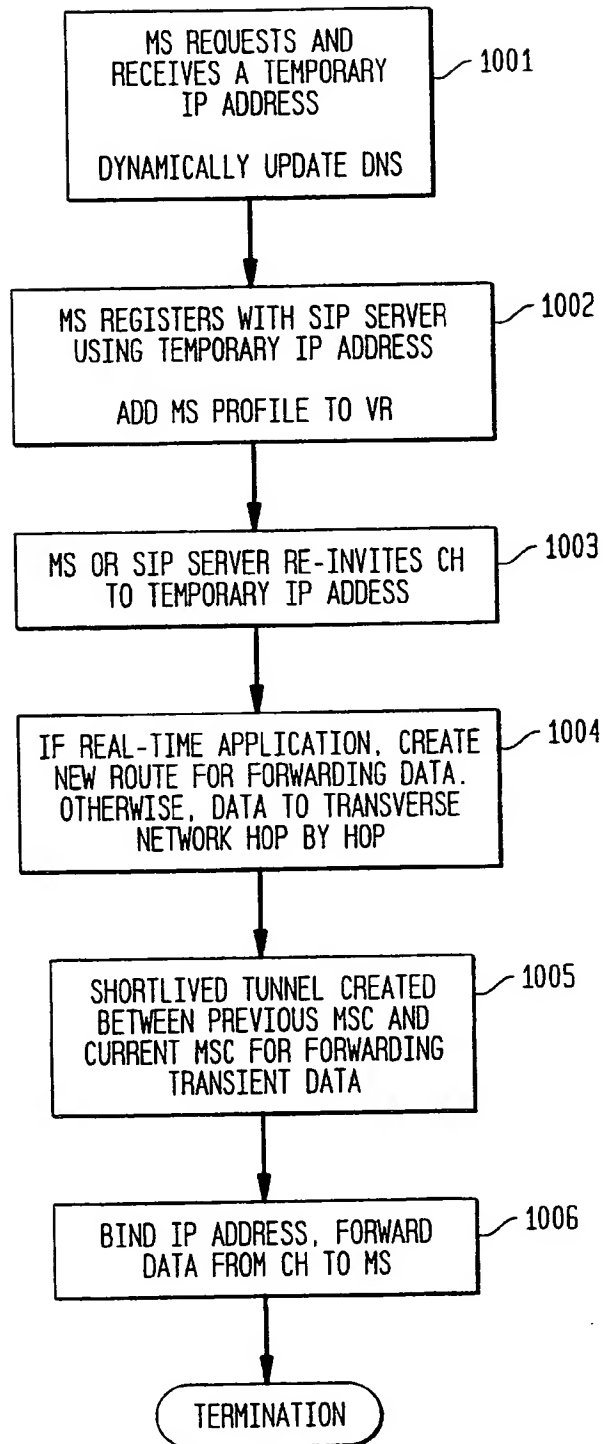 MS REQUESTS AND
RECEIVES A TEMPORARY
IP ADDRESS
DYNAMICALLY UPDATE DNS
1001
MS REGISTERS WITH SIP SERVER
USING TEMPORARY IP ADDRESS
ADD MS PROFILE TO VR
1002
MS OR SIP SERVER RE-INVITES CH
TO TEMPORARY IP ADDESS
1003
IF REAL-TIME APPLICATION, CREATE
NEW ROUTE FOR FORWARDING DATA.
OTHERWISE, DATA TO TRANSVERSE
NETWORK HOP BY HOP
1004
SHORTLIVED TUNNEL CREATED
BETWEEN PREVIOUS MSC AND
CURRENT MSC FOR FORWARDING
TRANSIENT DATA
1005
BIND IP ADDRESS, FORWARD
DATA FROM CH TO MS
1006
TERMINATION